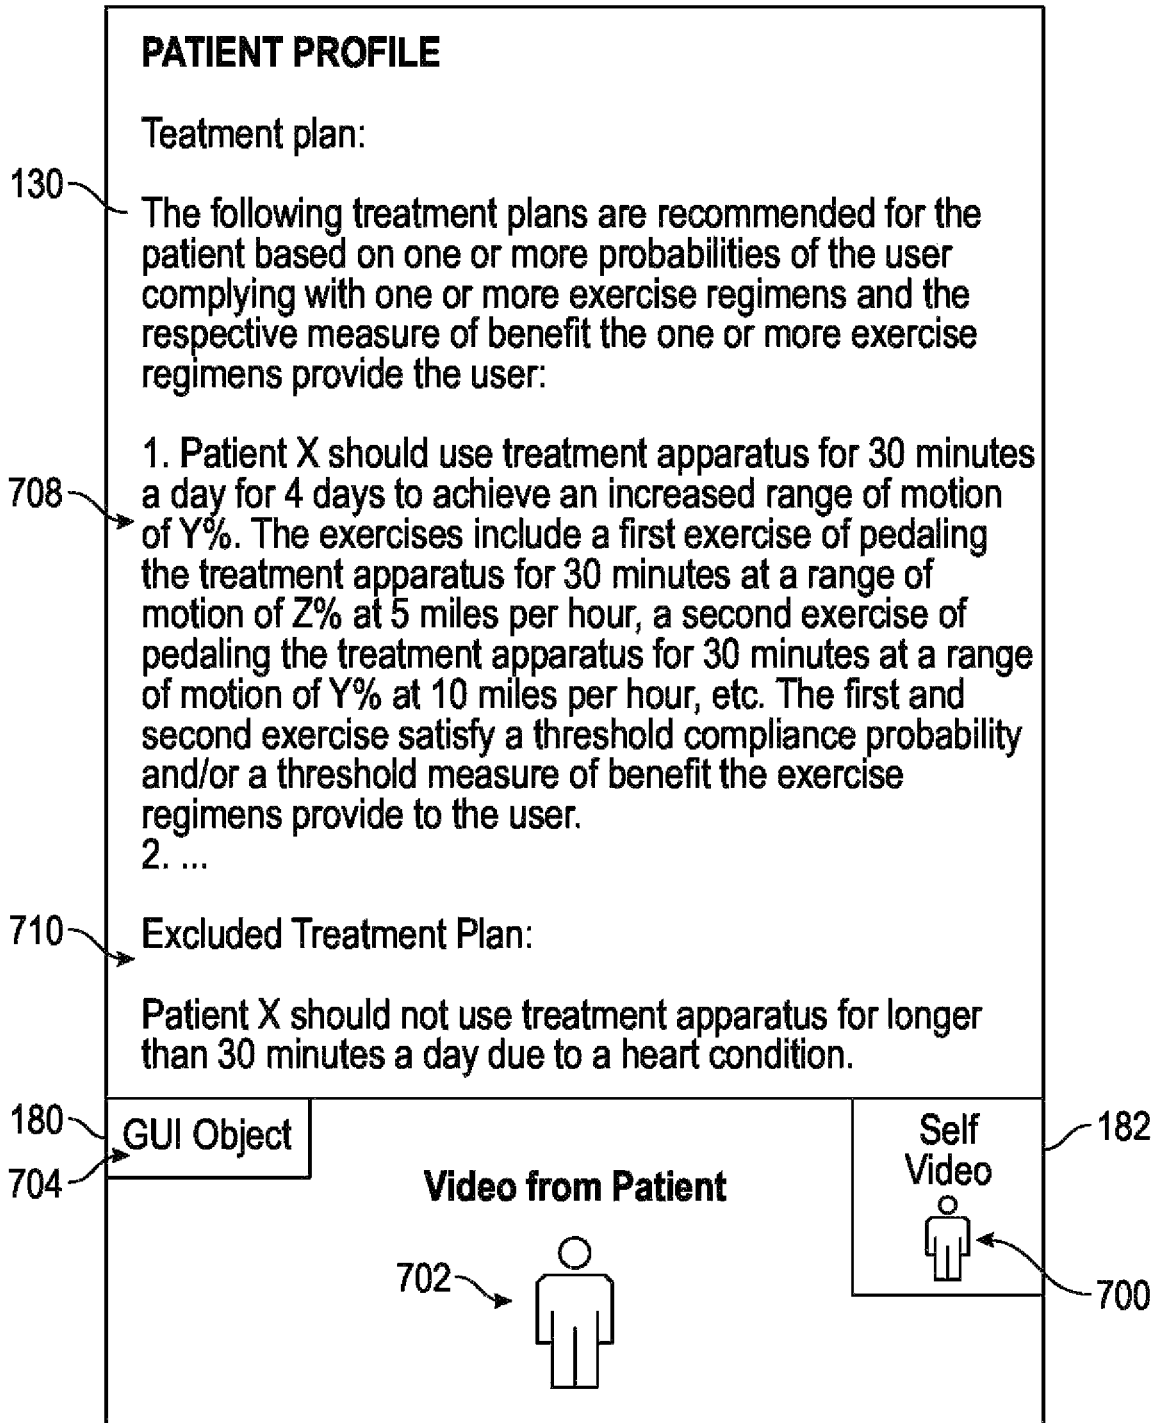 PATIENT PROFILE
Teatment plan:
130
The following treatment plans are recommended for the
patient based on one or more probabilities of the user
complying with one or more exercise regimens and the
respective measure of benefit the one or more exercise
regimens provide the user:
1. Patient X should use treatment apparatus for 30 minutes
708
a day for 4 days to achieve an increased range of motion
of Y%. The exercises include a first exercise of pedaling
the treatment apparatus for 30 minutes at a range of
motion of Z% at 5 miles per hour, a second exercise of
pedaling the treatment apparatus for 30 minutes at a range
of motion of Y% at 10 miles per hour, etc. The first and
second exercise satisfy a threshold compliance probability
and/or a threshold measure of benefit the exercise
regimens provide to the user.
2. ...
710
Excluded Treatment Plan:
Patient X should not use treatment apparatus for longer
than 30 minutes a day due to a heart condition.
180
GUI Object
704
Video from Patient
702
Self
Video
182
700